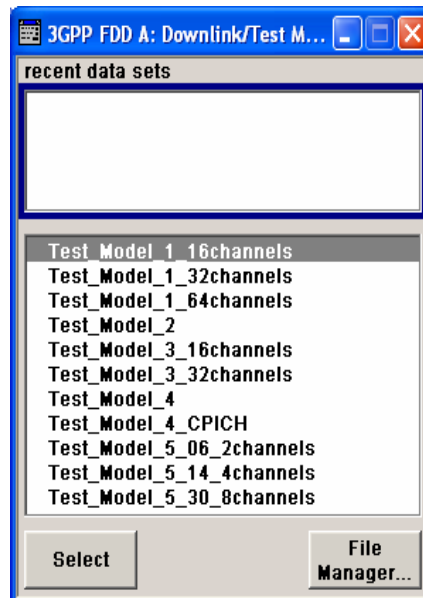 3GPP FDD A: Downlink/Test M...
recent data sets
Test_Model_1_16channels
Test_Model_1_32channels
Test_Model_1_64channels
Test_Model_2
Test_Model_3_16channels
Test_Model_3_32channels
Test_Model_4
Test_Model_4_CPICH
Test_Model_5_06_2channels
Test_Model_5_14_4channels
Test_Model_5_30_8channels
Select
File
Manager...